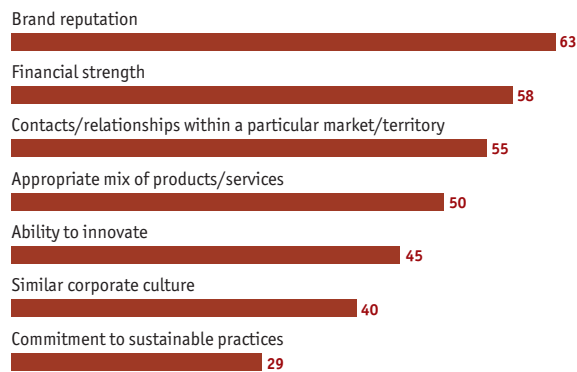 Brand reputation
63
Financial strength
58
Contacts/relationships within a particular market/territory
55
Appropriate mix of products/services
50
Ability to innovate
45
Similar corporate culture
40
Commitment to sustainable practices
29